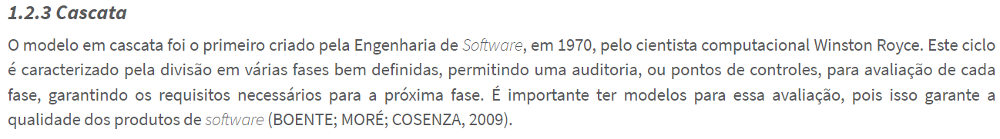 1.2.3 Cascata
O modelo em cascata foi o primeiro criado pela Engenharia de Software, em 1970, pelo cientista computacional Winston Royce. Este ciclo
é caracterizado pela divisão em várias fases bem definidas, permitindo uma auditoria, ou pontos de controles, para avaliação de cada
fase, garantindo os requisitos necessários para a próxima fase. É importante ter modelos para essa avaliação, pois isso garante a
qualidade dos produtos de software (BOENTE; MORÉ; COSENZA, 2009).